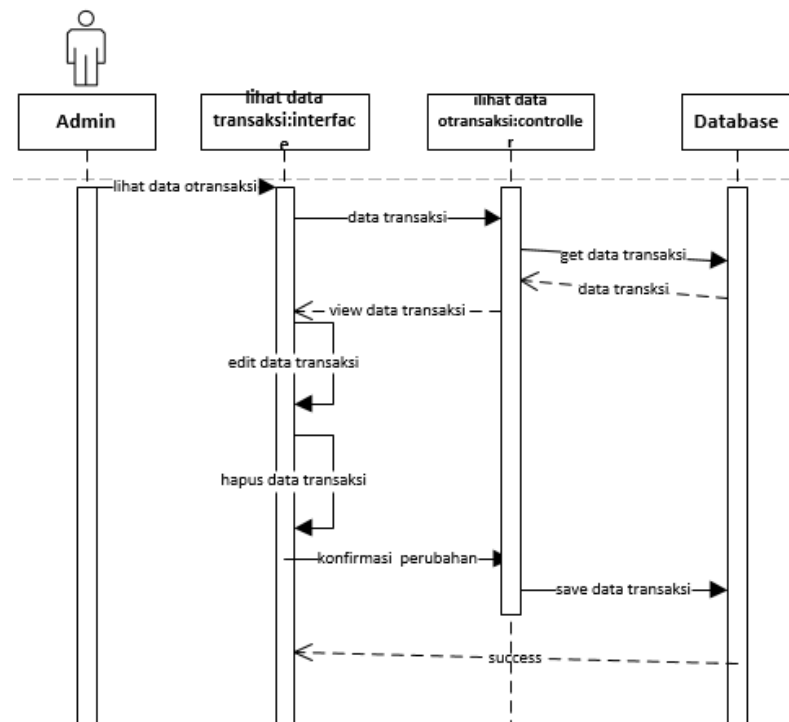 Admin
lihat data
transaksi:interfac
e
ilihat data
otransaksi:controlle
r
Database
lihat data otransaksi
data transaksi
get data transaksi
data transksi
view data transaksi
edit data transaksi
hapus data transaksi
konfirmasi perubahan
save data transaksi
success